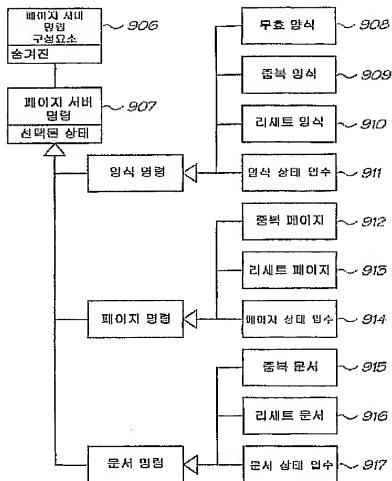 페이지 서버
명령
구성요소
906
숨겨진
페이지 서버
명령
907
선택된 상태
무효 양식
908
중복 양식
909
리세트 양식
910
양식 명령
양식 상태 입수
911
중복 페이지
912
리세트 페이지
913
페이지 명령
페이지 상태 입수
914
중복 문서
915
리세트 문서
916
문서 명령
문서 상태 입수
917